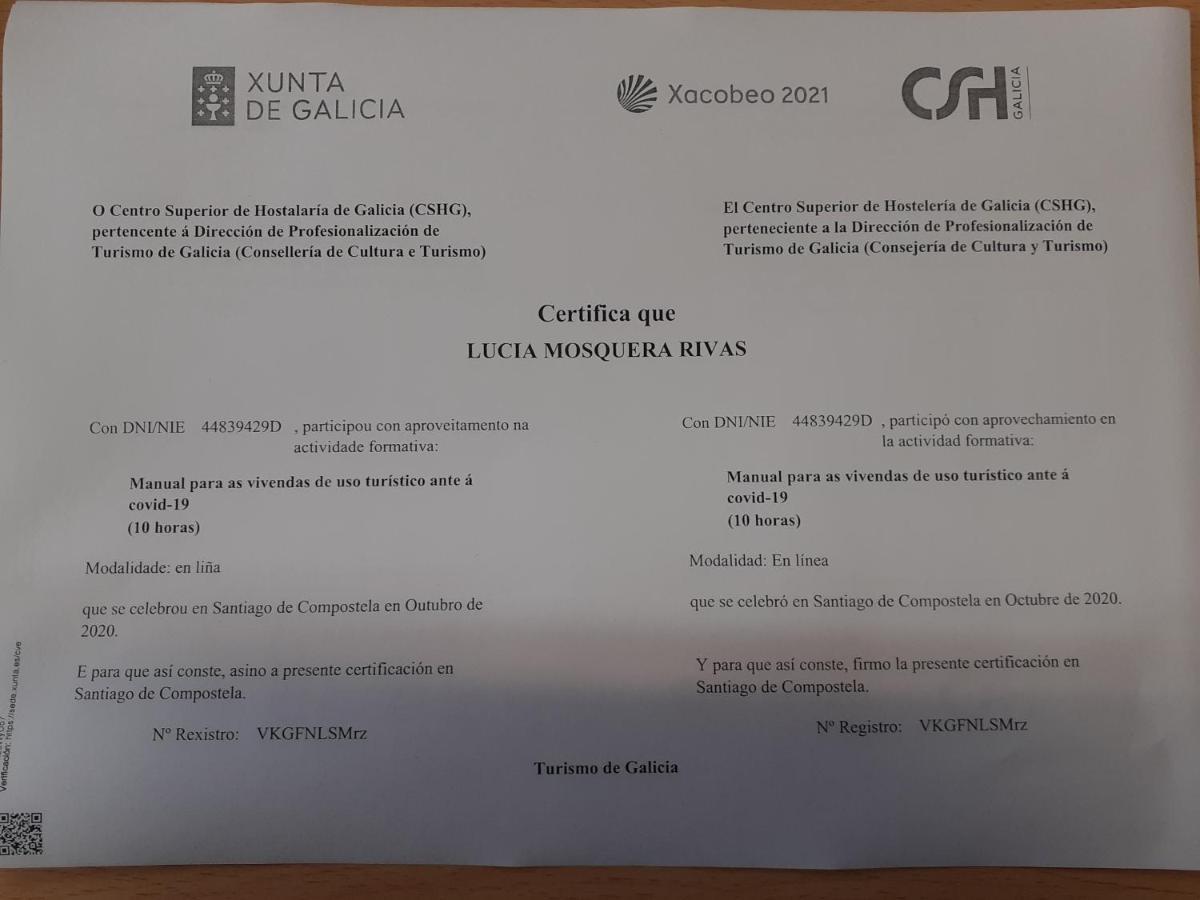 XUNTA
DE GALICIA
Xacobeo 2021
CSH
GALICIA
O Centro Superior de Hostalaría de Galicia (CSHG),
pertencente á Dirección de Profesionalización de
Turismo de Galicia (Consellería de Cultura e Turismo)
El Centro Superior de Hostelería de Galicia (CSHG),
perteneciente a la Dirección de Profesionalización de
Turismo de Galicia (Consejería de Cultura y Turismo)
Certifica que
LUCIA MOSQUERA RIVAS
Con DNI/NIE 44839429D , participou con aproveitamento na
actividade formativa:
Manual para as vivendas de uso turístico ante á
covid-19
(10 horas)
Modalidade: en liña
que se celebrou en Santiago de Compostela en Outubro de
2020.
E para que así conste, asino a presente certificación en
Santiago de Compostela.
Nº Rexistro: VKGFNLSMrz
Con DNI/NIE 44839429D , participó con aprovechamiento en
la actividad formativa:
Manual para as vivendas de uso turístico ante á
covid-19
(10 horas)
Modalidad: En línea
que se celebró en Santiago de Compostela en Octubre de 2020.
Y para que así conste, firmo la presente certificación en
Santiago de Compostela.
Nº Registro: VKGFNLSMrz
Turismo de Galicia
Verificación: https://sede.xunta.es/cve